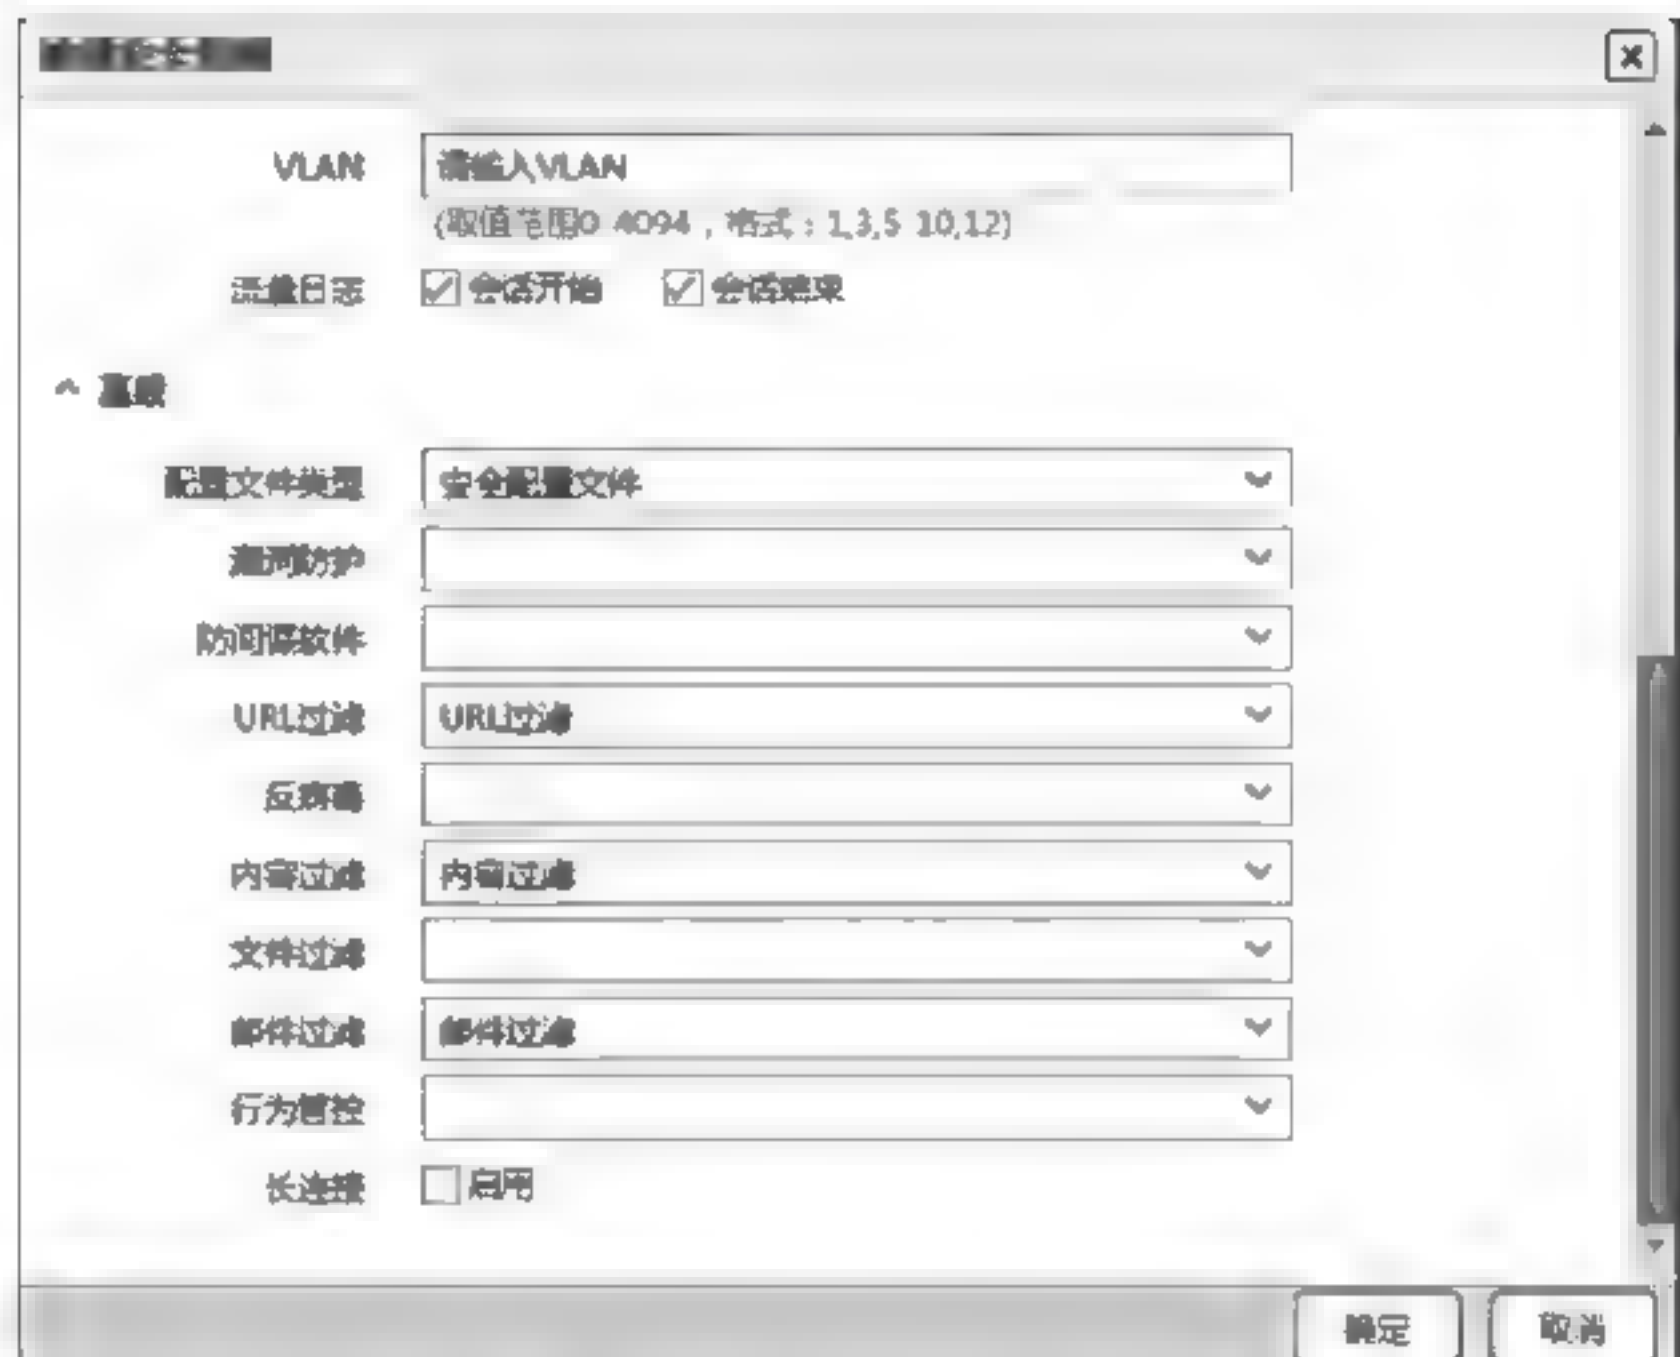 VLAN 请输入VLAN
(取值范围0-4094，格式：1,3,5-10,12)
流量日志 会话开始 会话结束
高级
配置文件类型 安全配置文件
漏洞防护
防间谍软件
URL过滤 URL过滤
反病毒
内容过滤 内容过滤
文件过滤
邮件过滤 邮件过滤
行为管控
长连接 启用
确定 取消